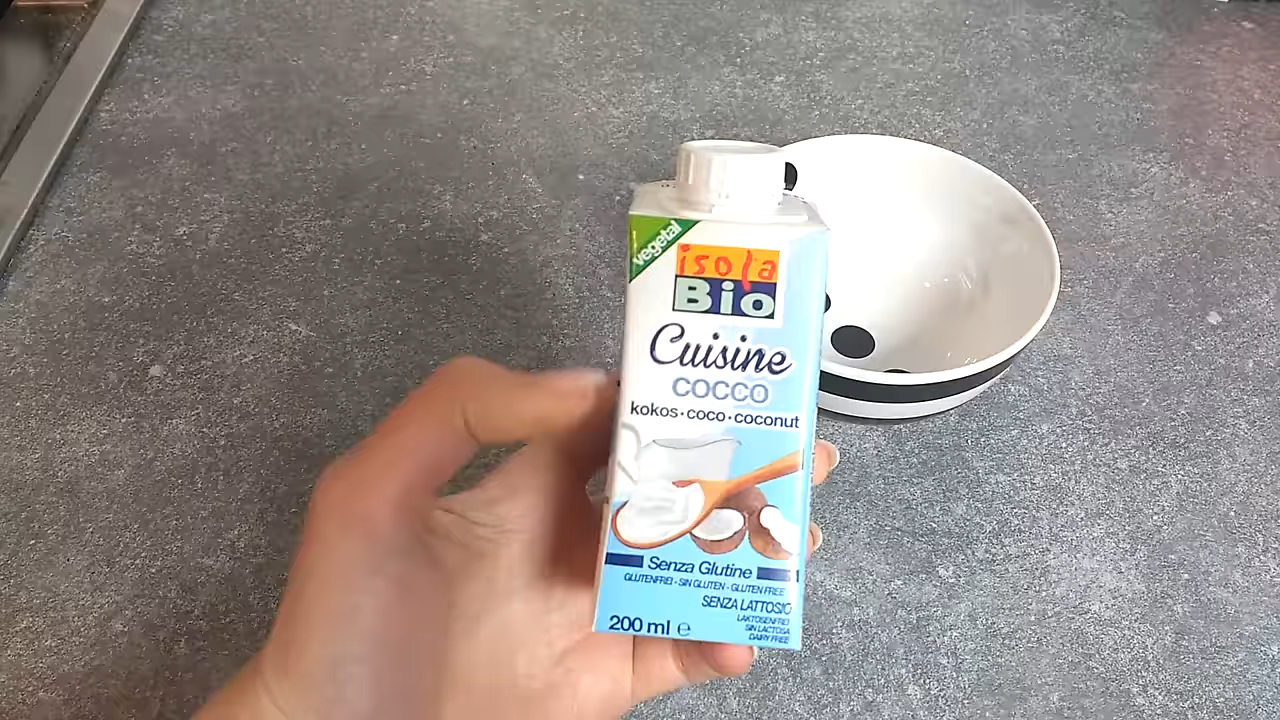 vegetal
isola
Bio
Cuisine
COCCO
kokos·coco·coconut
Senza Glutine
GLUTENFREI - SIN GLUTEN - GLUTEN FREE
SENZA LATTOSIO
LAKTOSENFREI
SIN LACTOSA
DAIRY FREE
200 ml e